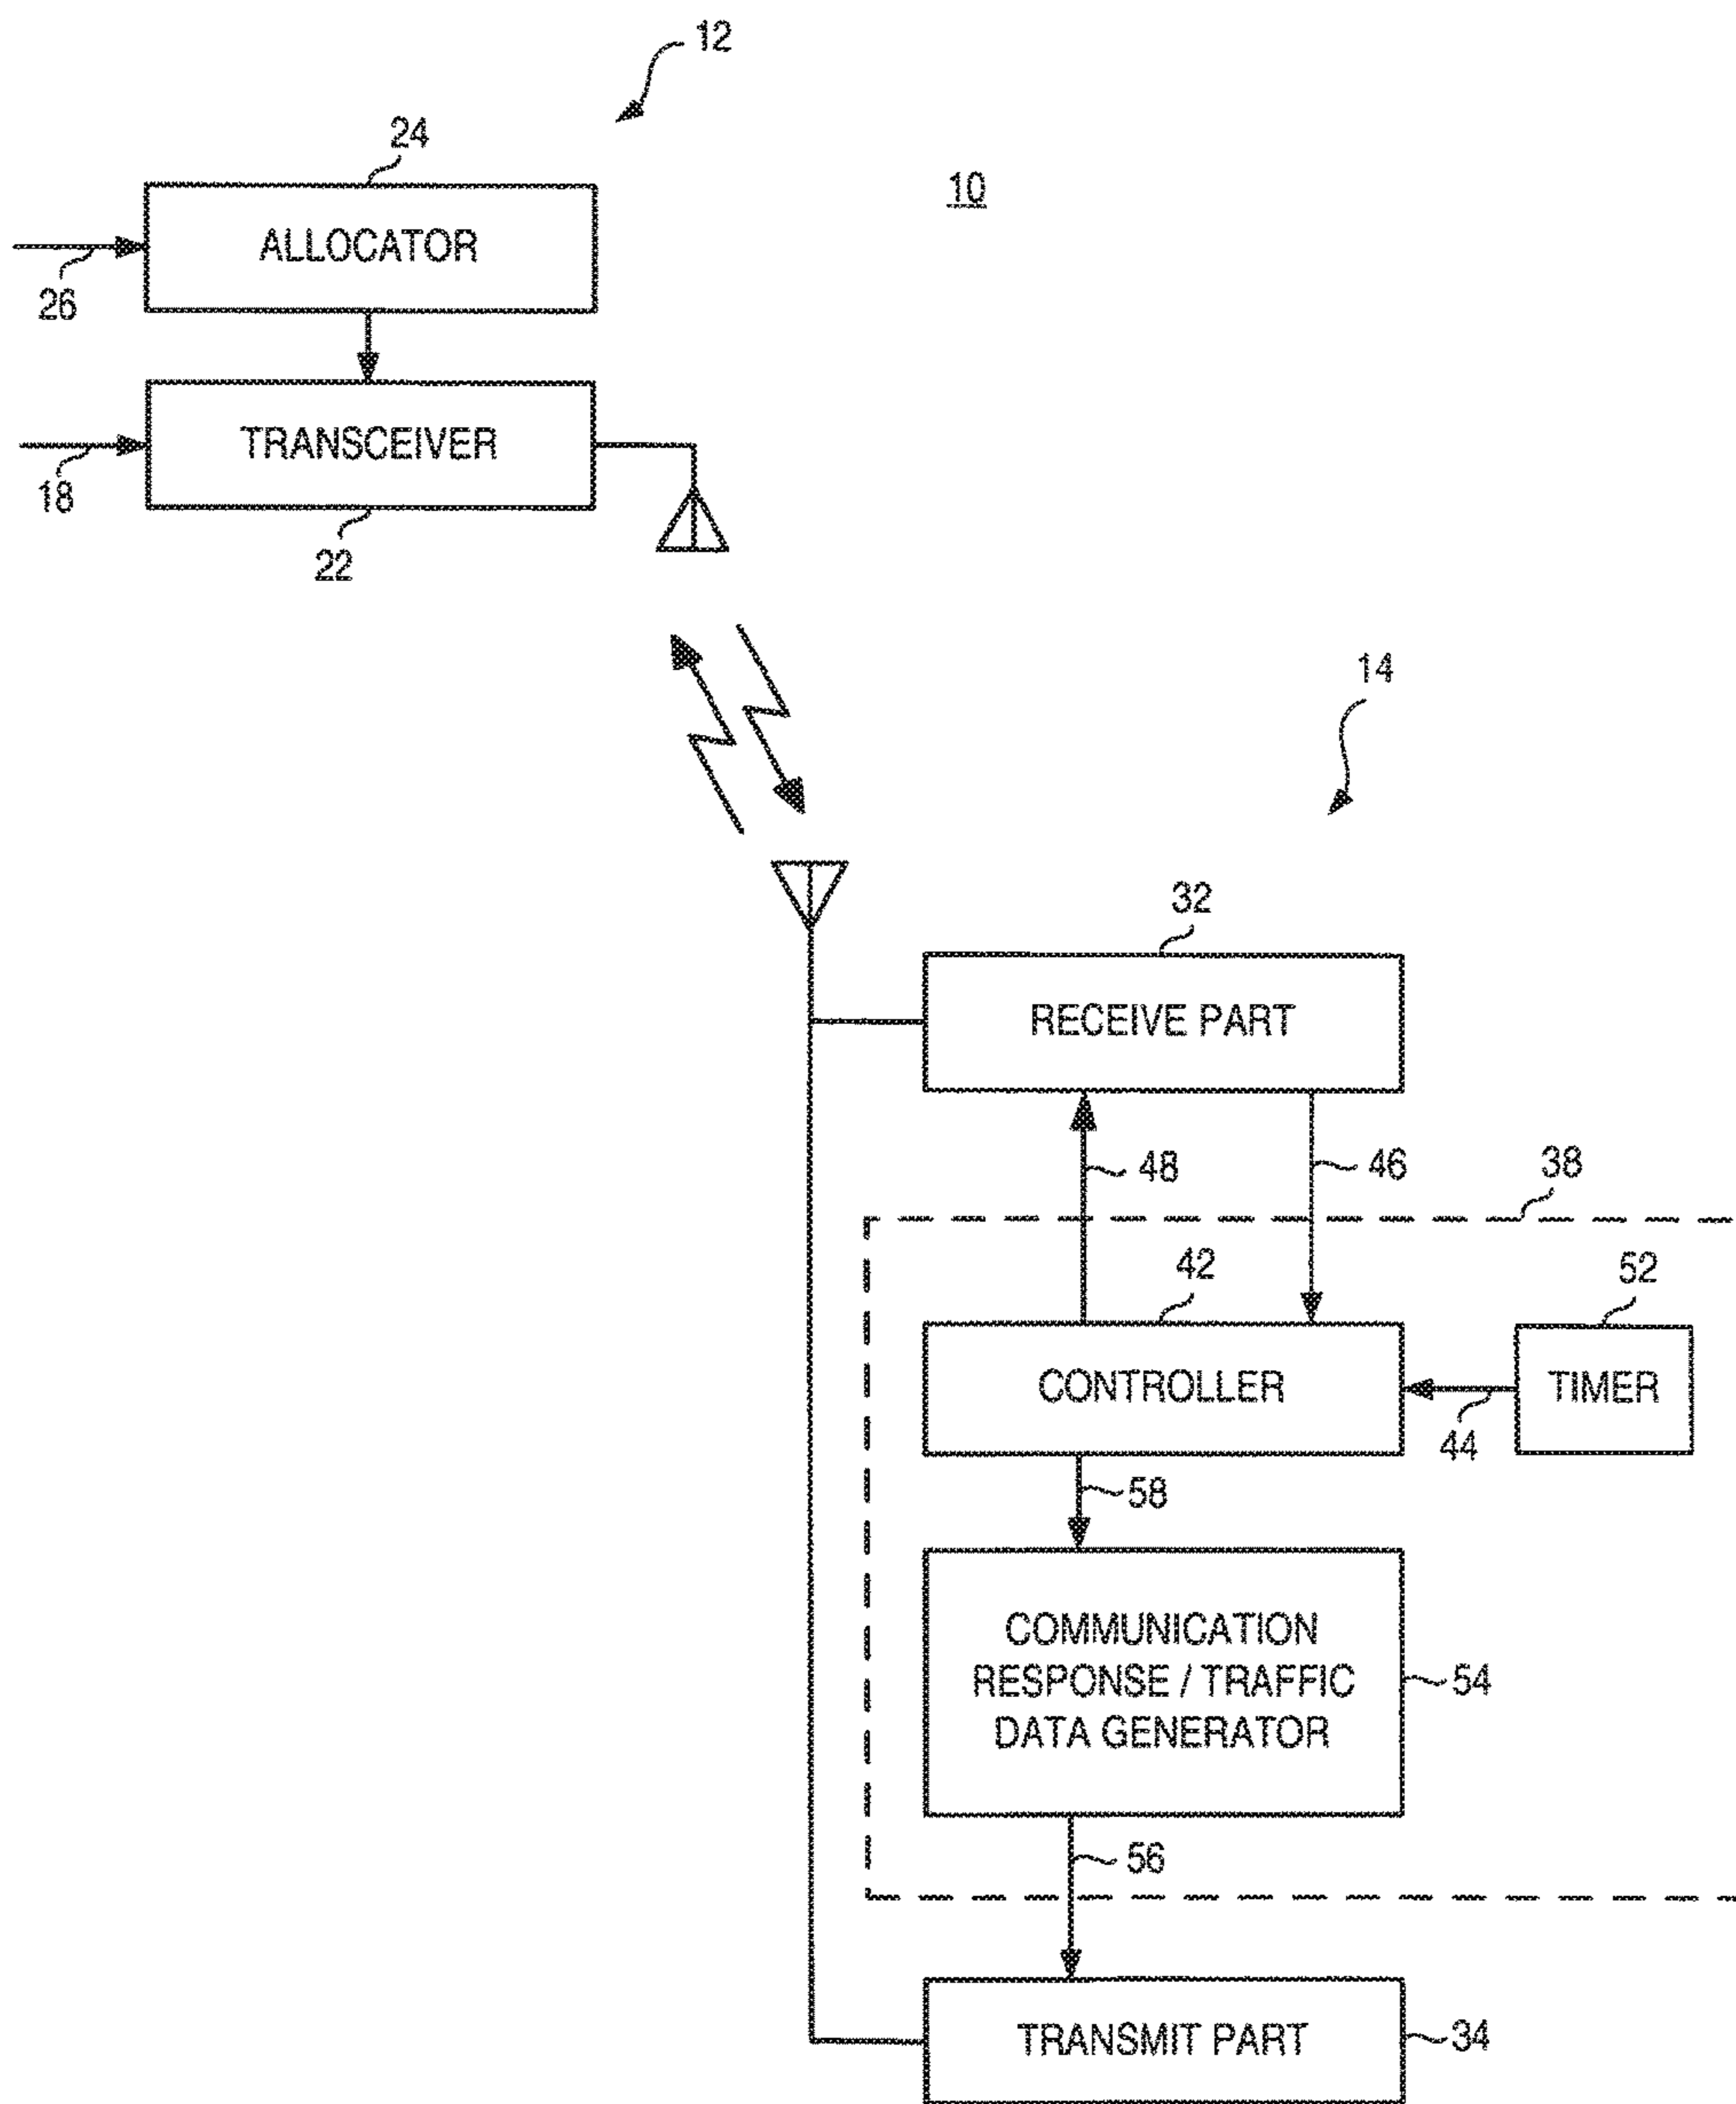 12
24
10
ALLOCATOR
26
TRANSCEIVER
18
22
14
32
RECEIVE PART
48
46
38
42
52
CONTROLLER
TIMER
44
58
COMMUNICATION
RESPONSE / TRAFFIC
DATA GENERATOR
54
56
TRANSMIT PART
34